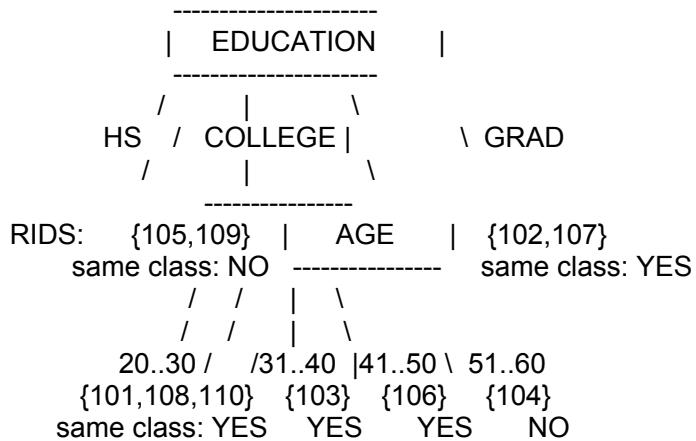 ----------------------
| EDUCATION |
----------------------
/ | \
HS / COLLEGE | \ GRAD
/ | \
----------------
RIDS: {105,109} | AGE | {102,107}
same class: NO ---------------- same class: YES
/ / | \
/ / | \
20..30 / /31..40 |41..50 \ 51..60
{101,108,110} {103} {106} {104}
same class: YES YES YES NO